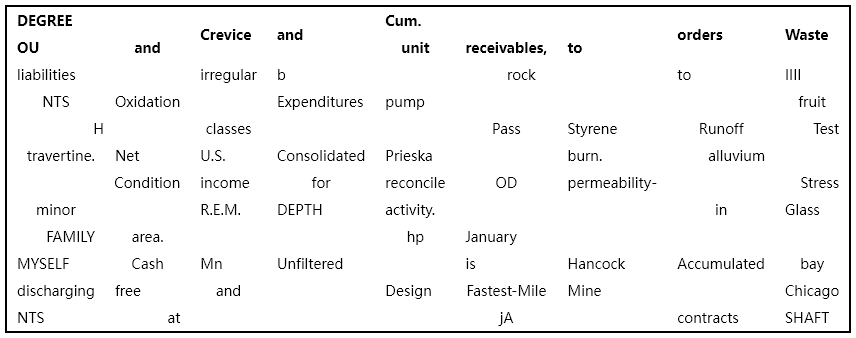 DEGREE Cum.
Crevice and orders Waste
OU and unit receivables, to
liabilities irregular b rock to IIII
NTS Oxidation Expenditures pump fruit
H classes Pass Styrene Runoff Test
travertine. Net U.S. Consolidated Prieska burn. alluvium
Condition income for reconcile OD permeability- Stress
minor R.E.M. DEPTH activity. in Glass
FAMILY area. hp January
MYSELF Cash Mn Unfiltered is Hancock Accumulated bay
discharging free and Design Fastest-Mile Mine Chicago
NTS at jA contracts SHAFT